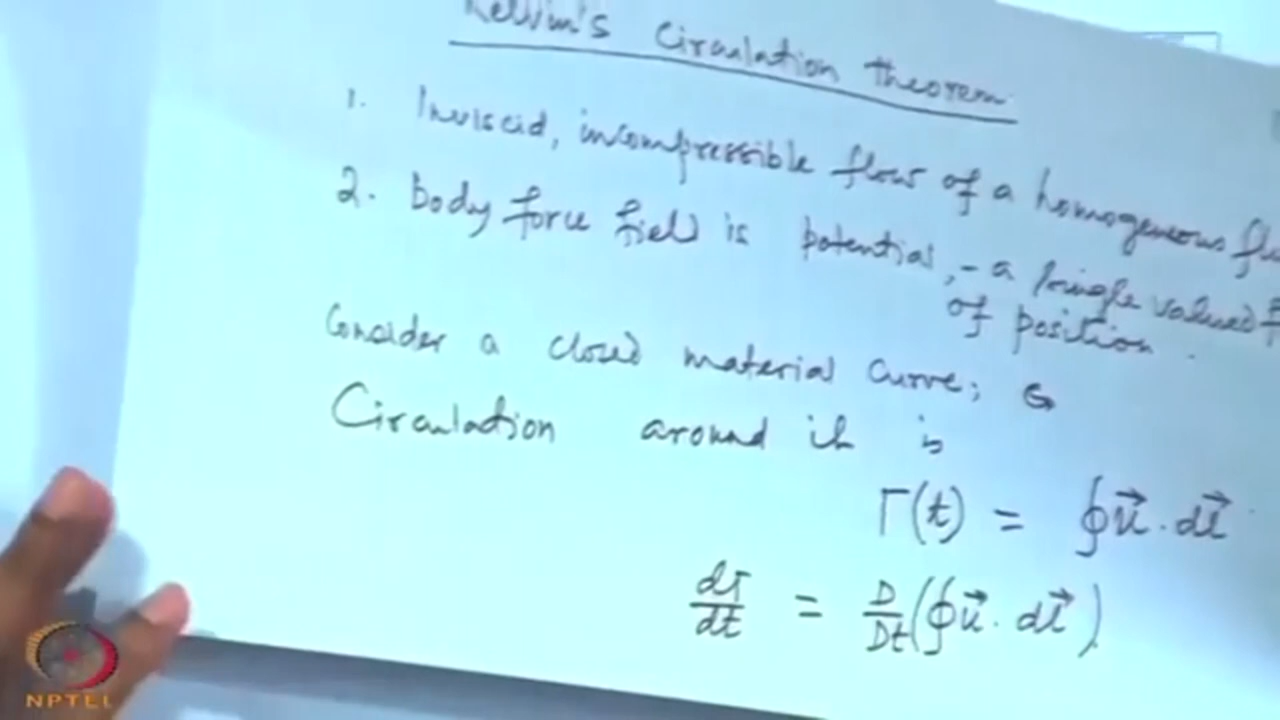 Kelvin's Circulation theorem
1. Inviscid, incompressible flow of a homogeneous
2. Body force field is potential, - a single valued
of position.
Consider a closed material curve;
Circulation around it is
Γ(t) = ∮u⃗. dl⃗
dΓ/dt = D/Dt(∮u⃗. dl⃗)
NPTEL